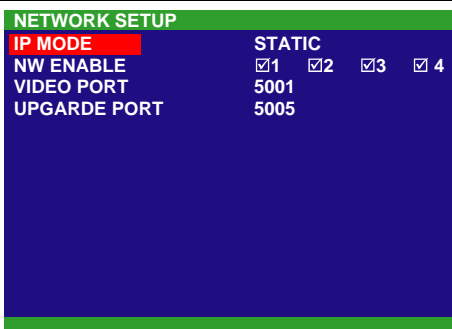 NETWORK SETUP
IP MODE STATIC
NW ENABLE ☑1 ☑2 ☑3 ☑ 4
VIDEO PORT 5001
UPGARDE PORT 5005